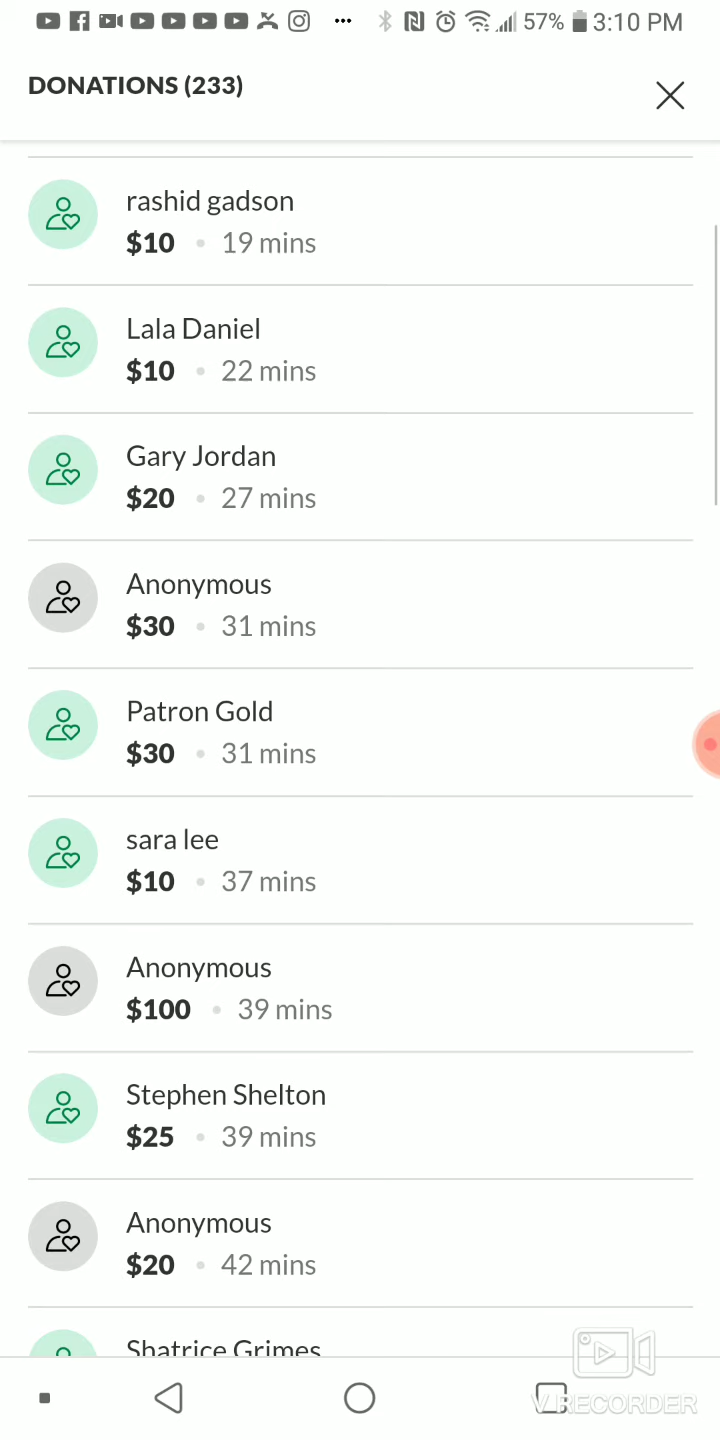 57% 3:10 PM
DONATIONS (233)
rashid gadson
$10 • 19 mins
Lala Daniel
$10 • 22 mins
Gary Jordan
$20 • 27 mins
Anonymous
$30 • 31 mins
Patron Gold
$30 • 31 mins
sara lee
$10 • 37 mins
Anonymous
$100 • 39 mins
Stephen Shelton
$25 • 39 mins
Anonymous
$20 • 42 mins
Shatrice Grimes
V RECORDER